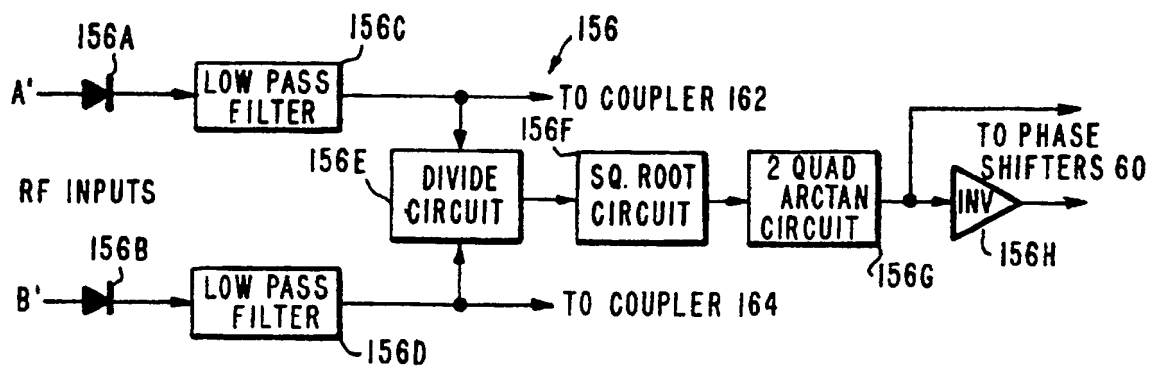 156A
156C
156
A'
LOW PASS
FILTER
TO COUPLER 162
156F
156E
DIVIDE
CIRCUIT
SQ. ROOT
CIRCUIT
2 QUAD
ARCTAN
CIRCUIT
TO PHASE
SHIFTERS 60
INV
RF INPUTS
156G
156H
156B
B'
LOW PASS
FILTER
TO COUPLER 164
156D